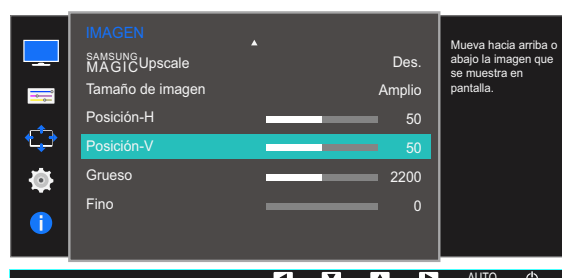 IMAGEN
SAMSUNG MAGIC Upscale Des.
Tamaño de imagen Amplio
Posición-H 50
Posición-V 50
Grueso 2200
Fino 0
Mueva hacia arriba o
abajo la imagen que
se muestra en
pantalla.
AUTO